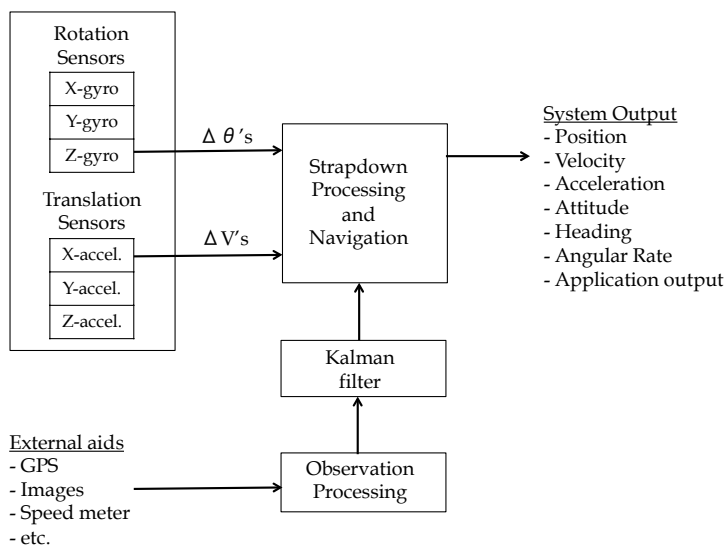 Rotation
Sensors
X-gyro
Y-gyro
Z-gyro
Translation
Sensors
X-accel.
Y-accel.
Z-accel.
Δ θ's
ΔV's
Strapdown
Processing
and
Navigation
System Output
- Position
- Velocity
- Acceleration
- Attitude
- Heading
- Angular Rate
- Application output
Kalman
filter
External aids
- GPS
- Images
- Speed meter
- etc.
Observation
Processing